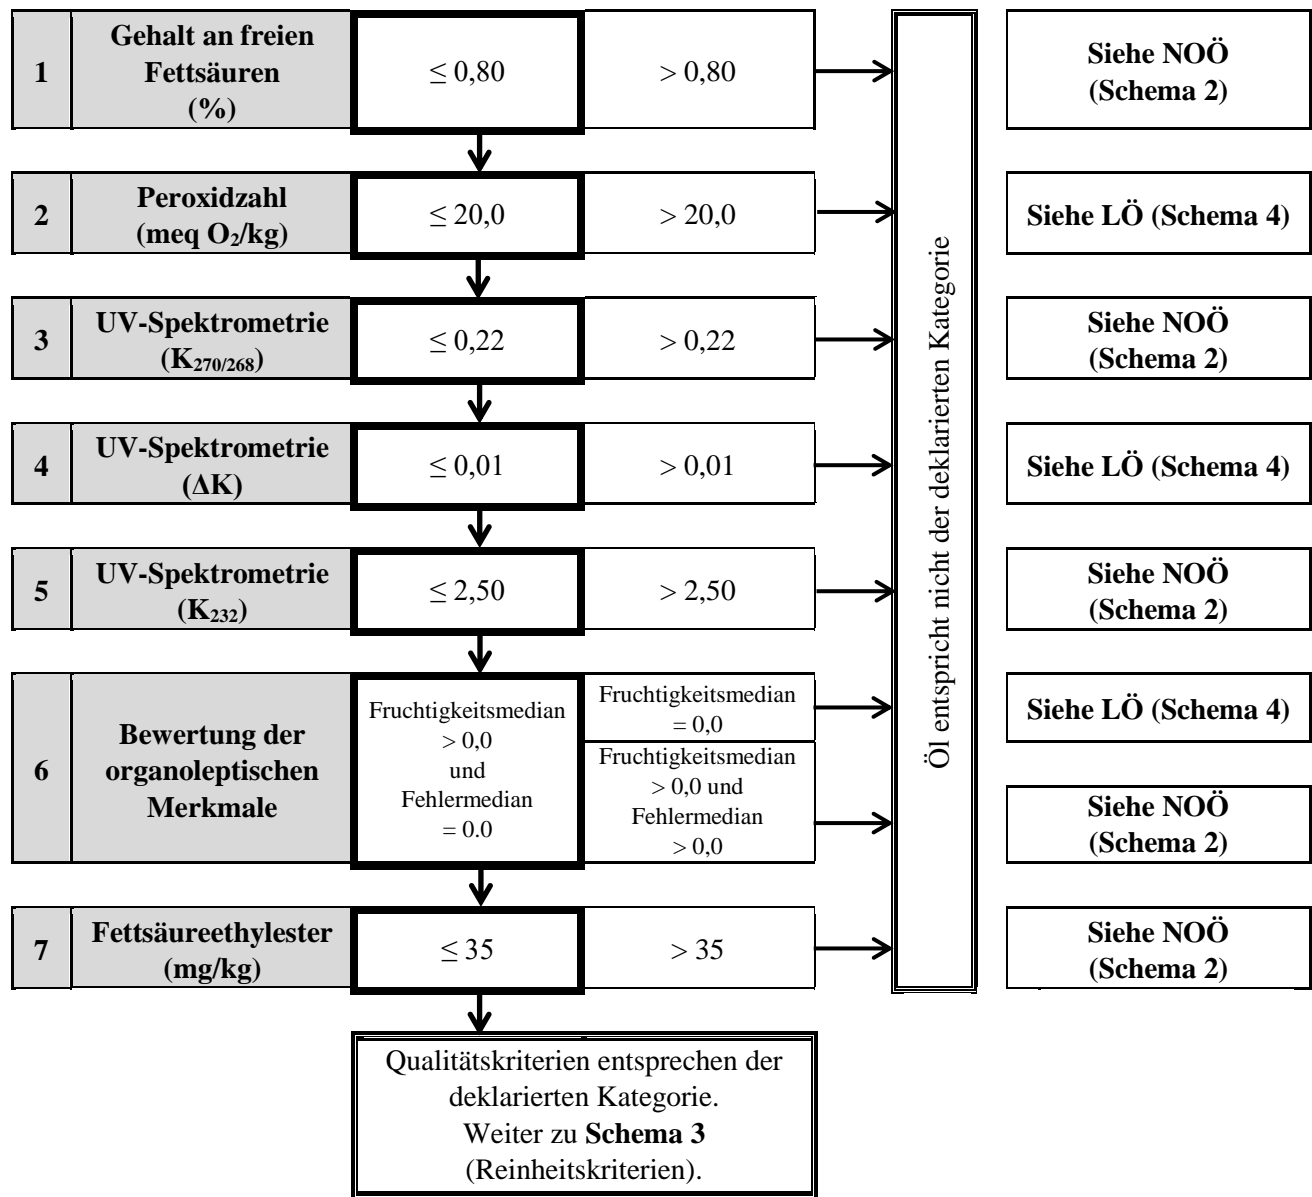 1
Gehalt an freien
Fettsäuren
(%)
≤ 0,80
> 0,80
Siehe NOÖ
(Schema 2)
2
Peroxidzahl
(meq O₂/kg)
≤ 20,0
> 20,0
Siehe LÖ (Schema 4)
3
UV-Spektrometrie
(K₂₇₀/₂₆₈)
≤ 0,22
> 0,22
Siehe NOÖ
(Schema 2)
4
UV-Spektrometrie
(ΔK)
≤ 0,01
> 0,01
Siehe LÖ (Schema 4)
5
UV-Spektrometrie
(K₂₃₂)
≤ 2,50
> 2,50
Siehe NOÖ
(Schema 2)
6
Bewertung der
organoleptischen
Merkmale
Fruchtigkeitsmedian
> 0,0
und
Fehlermedian
= 0.0
Fruchtigkeitsmedian
= 0,0
Siehe LÖ (Schema 4)
Fruchtigkeitsmedian
> 0,0 und
Fehlermedian
> 0,0
Siehe NOÖ
(Schema 2)
7
Fettsäureethylester
(mg/kg)
≤ 35
> 35
Siehe NOÖ
(Schema 2)
Öl entspricht nicht der deklarierten Kategorie
Qualitätskriterien entsprechen der
deklarierten Kategorie.
Weiter zu Schema 3
(Reinheitskriterien).